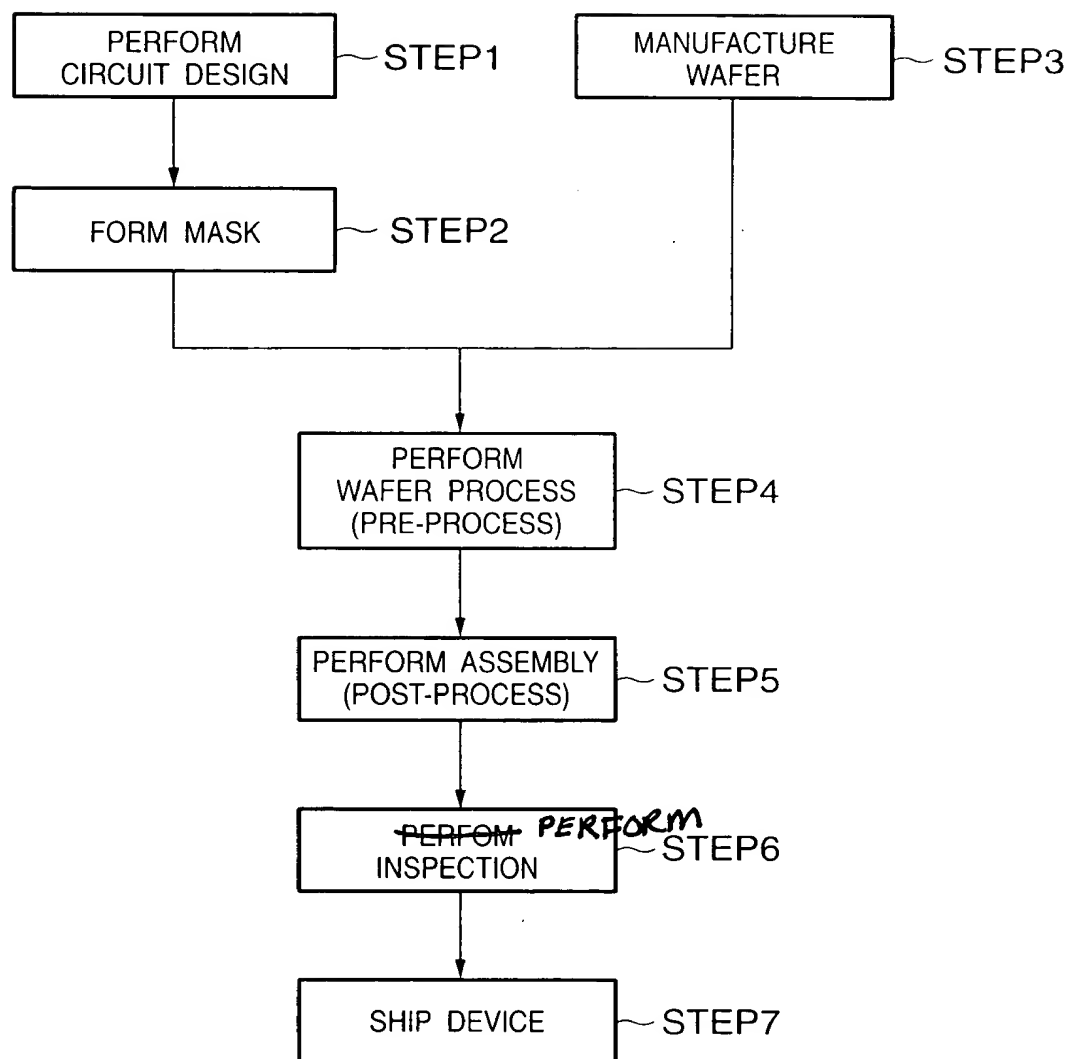 PERFORM
CIRCUIT DESIGN
STEP1
MANUFACTURE
WAFER
STEP3
FORM MASK
STEP2
PERFORM
WAFER PROCESS
(PRE-PROCESS)
STEP4
PERFORM ASSEMBLY
(POST-PROCESS)
STEP5
PERFOM PERFORM
INSPECTION
STEP6
SHIP DEVICE
STEP7